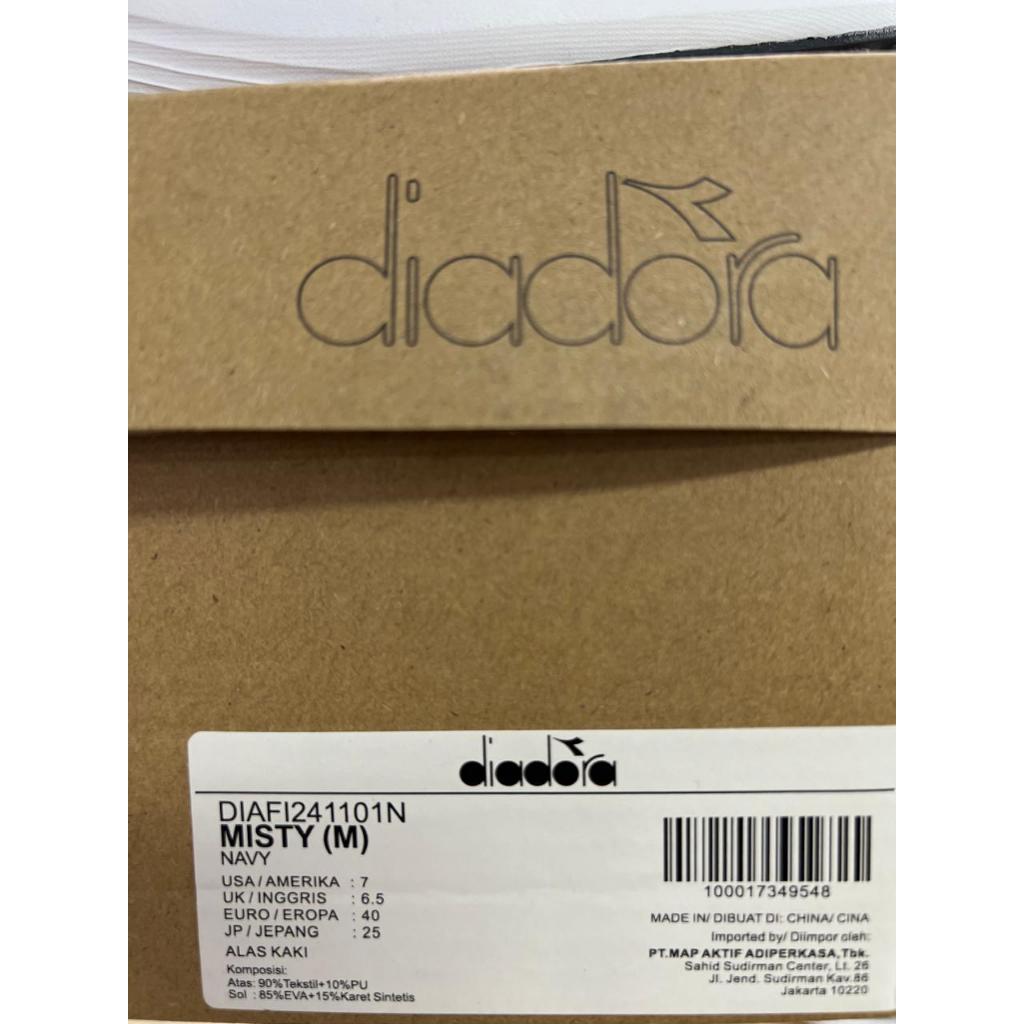 diadora
diadora
DIAFI241101N
MISTY (M)
NAVY
USA / AMERIKA : 7
UK / INGGRIS : 6.5
EURO / EROPA : 40
JP / JEPANG : 25
ALAS KAKI
Komposisi:
Atas: 90%Tekstil+10%PU
Sol : 85%EVA+15%Karet Sintetis
100017349548
MADE IN/ DIBUAT DI: CHINA/ CINA
Imported by/ Diimpor oleh:
PT.MAP AKTIF ADIPERKASA,Tbk.
Sahid Sudirman Center, Lt. 26
Jl. Jend. Sudirman Kav.86
Jakarta 10220